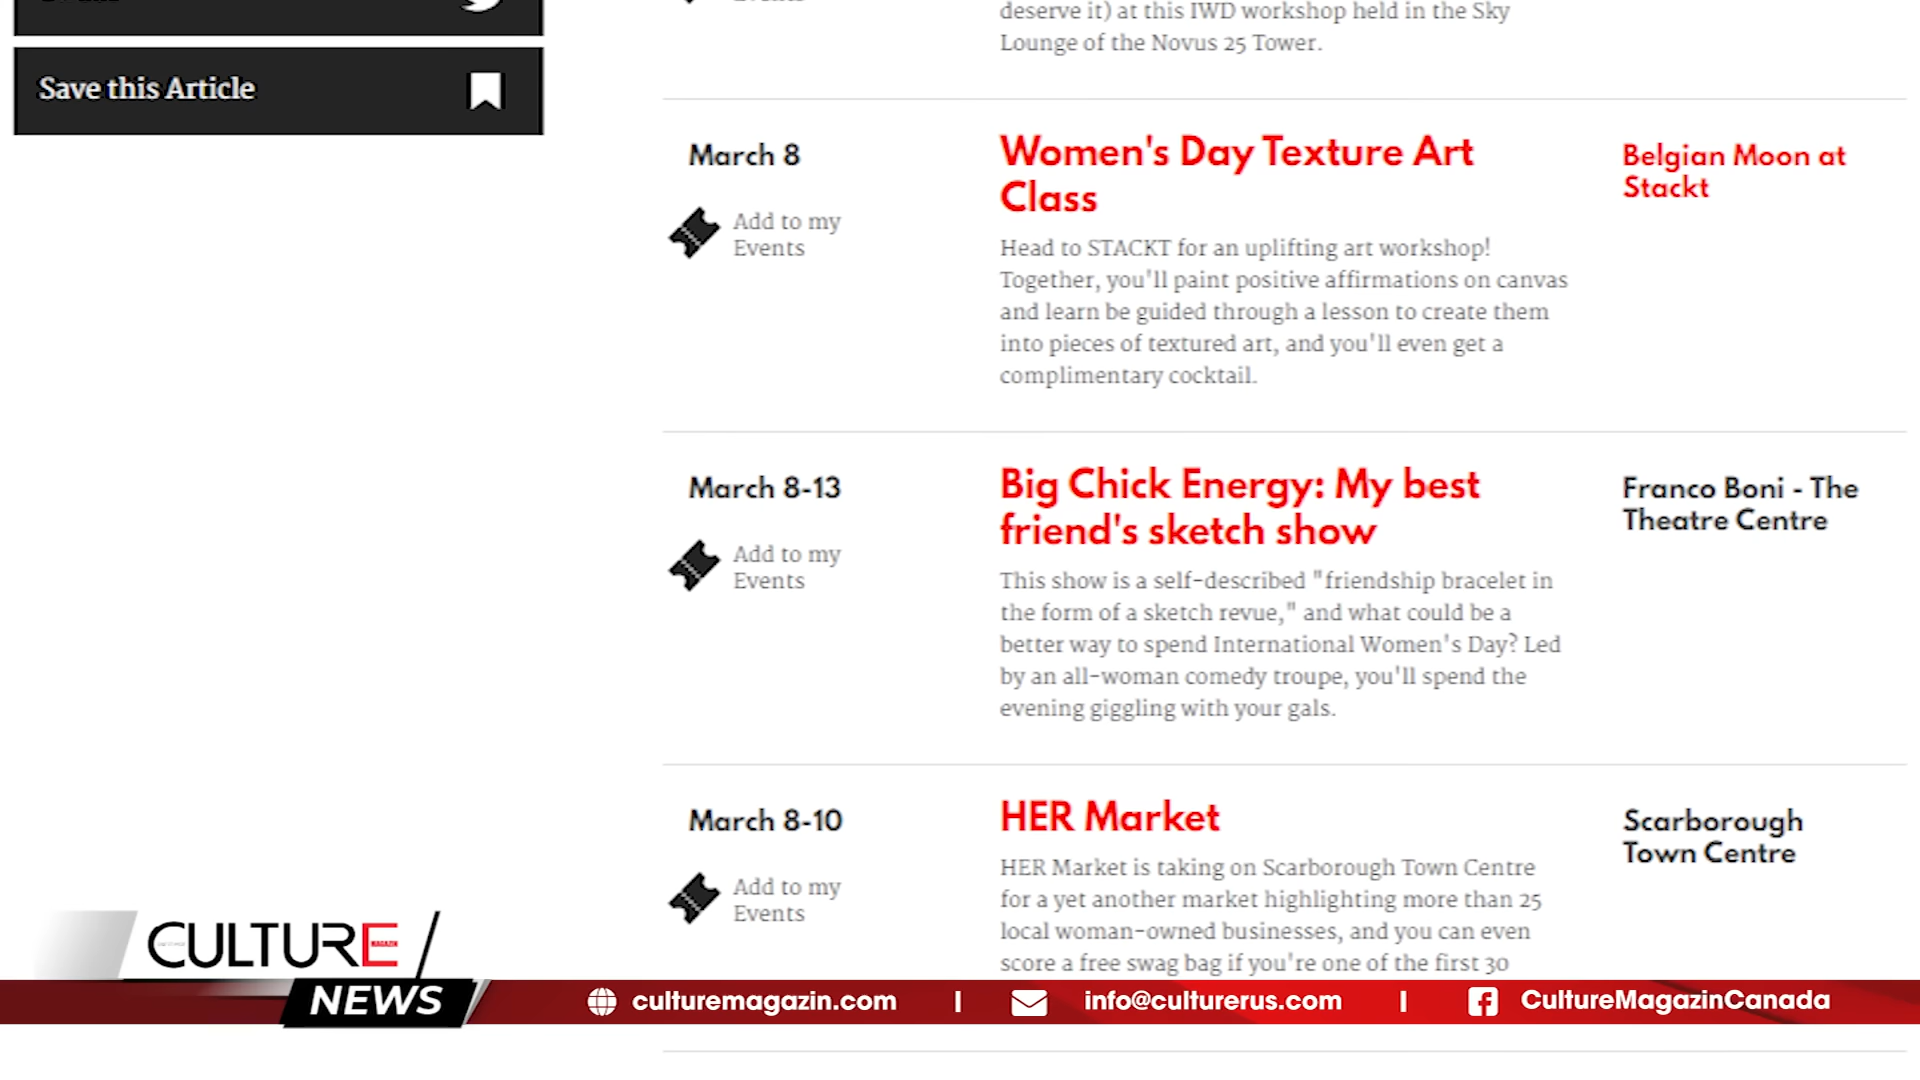 deserve it) at this IWD workshop held in the Sky
Lounge of the Novus 25 Tower.
Save this Article
March 8
Add to my
Events
Women's Day Texture Art
Class
Head to STACKT for an uplifting art workshop!
Together, you'll paint positive affirmations on canvas
and learn be guided through a lesson to create them
into pieces of textured art, and you'll even get a
complimentary cocktail.
Belgian Moon at
Stackt
March 8-13
Add to my
Events
Big Chick Energy: My best
friend's sketch show
This show is a self-described "friendship bracelet in
the form of a sketch revue," and what could be a
better way to spend International Women's Day? Led
by an all-woman comedy troupe, you'll spend the
evening giggling with your gals.
Franco Boni - The
Theatre Centre
March 8-10
Add to my
Events
HER Market
HER Market is taking on Scarborough Town Centre
for a yet another market highlighting more than 25
local woman-owned businesses, and you can even
score a free swag bag if you're one of the first 30
Scarborough
Town Centre
CULTURE
MAGAZIN
NEWS
culturemagazin.com | info@culturerus.com | CultureMagazinCanada